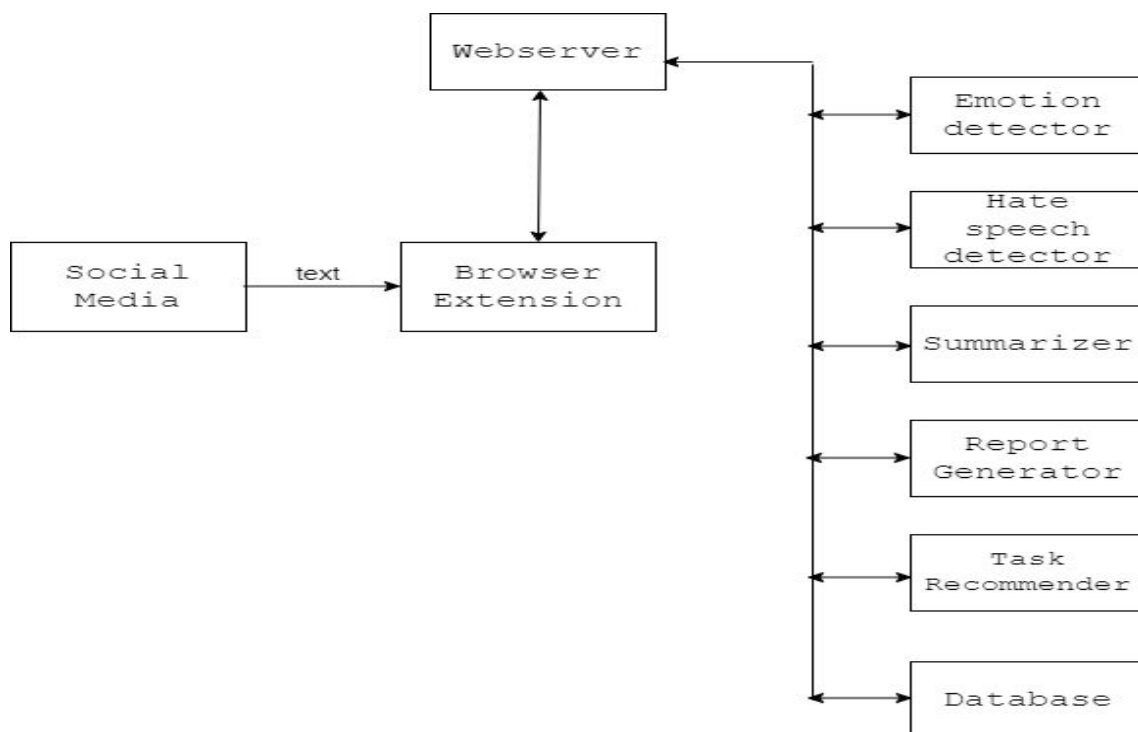 Webserver
Emotion
detector
Hate
speech
detector
Social
Media
text
Browser
Extension
Summarizer
Report
Generator
Task
Recommender
Database